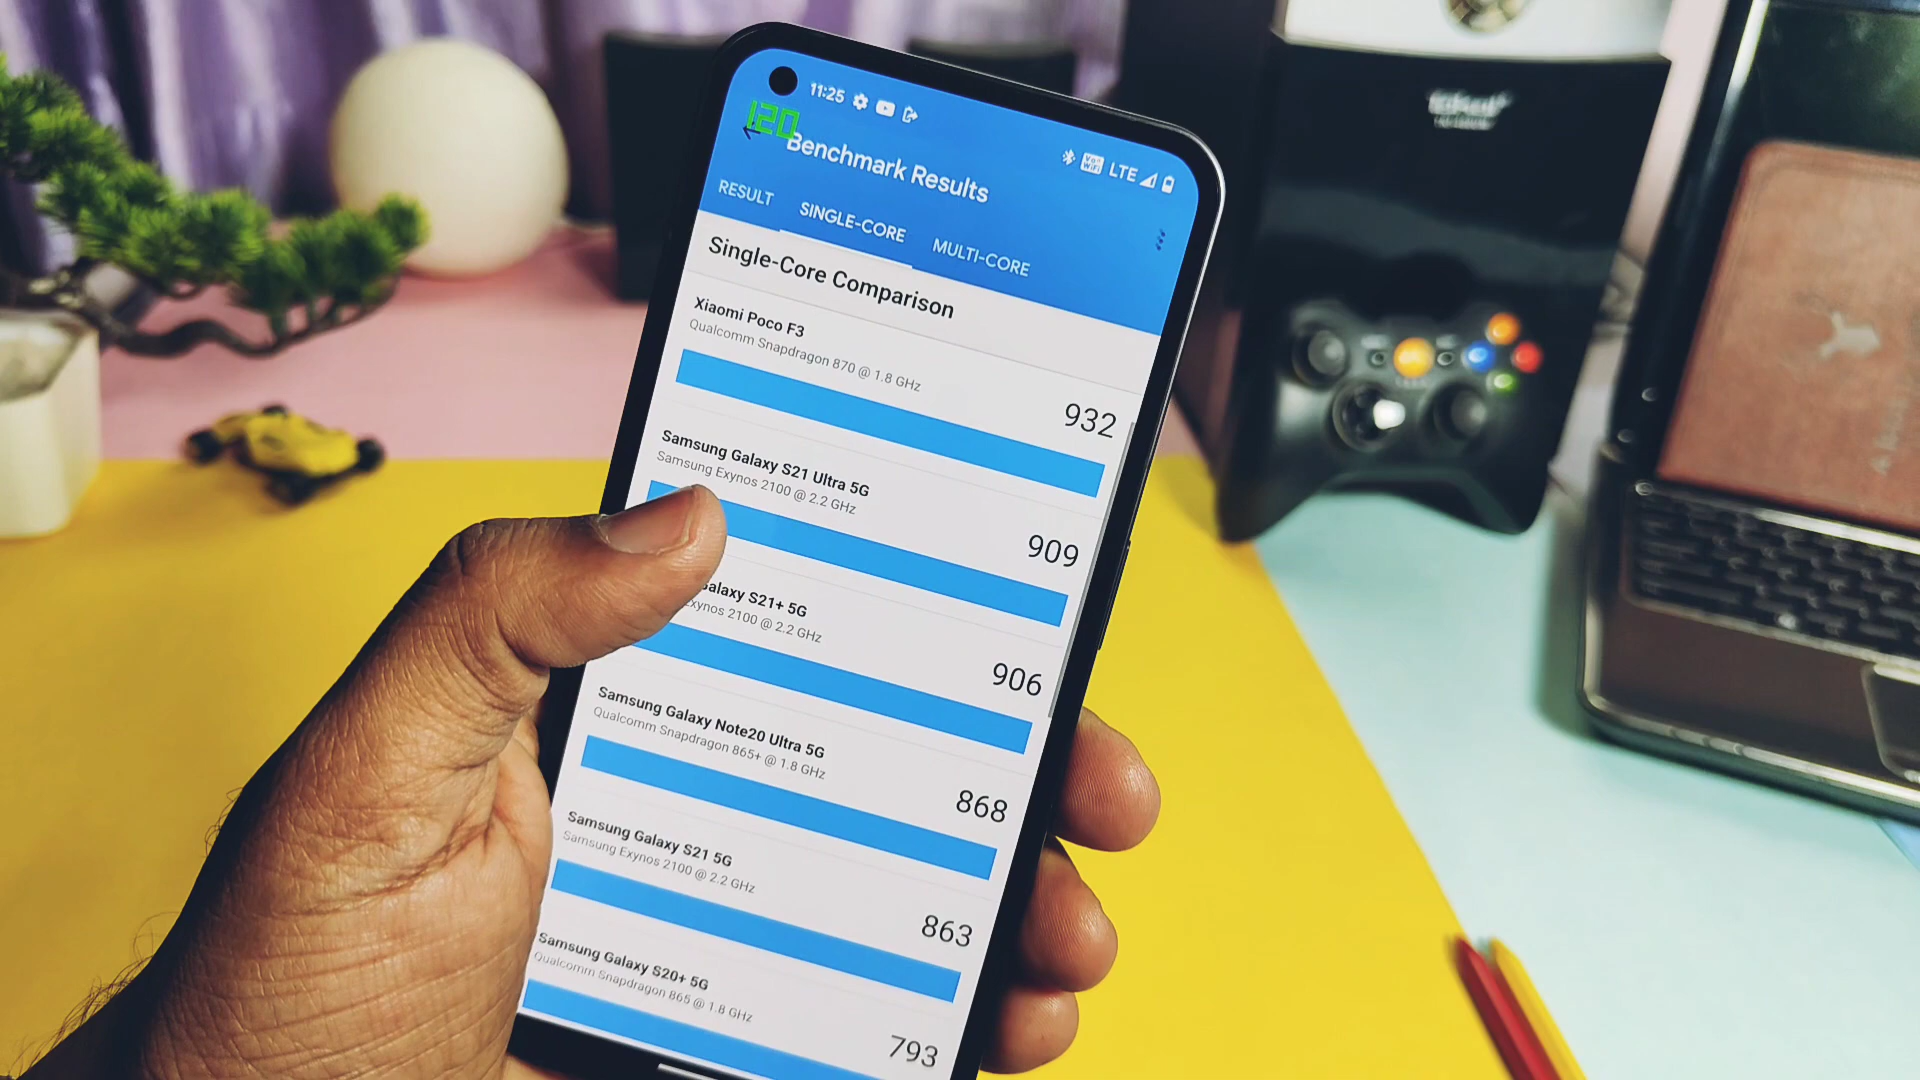 11:25
LTE
120
Benchmark Results
RESULT
SINGLE-CORE
MULTI-CORE
Single-Core Comparison
Xiaomi Poco F3
Qualcomm Snapdragon 870 @ 1.8 GHz
932
Samsung Galaxy S21 Ultra 5G
Samsung Exynos 2100 @ 2.2 GHz
909
Galaxy S21+ 5G
Exynos 2100 @ 2.2 GHz
906
Samsung Galaxy Note20 Ultra 5G
Qualcomm Snapdragon 865+ @ 1.8 GHz
868
Samsung Galaxy S21 5G
Samsung Exynos 2100 @ 2.2 GHz
863
Samsung Galaxy S20+ 5G
Qualcomm Snapdragon 865 @ 1.8 GHz
793